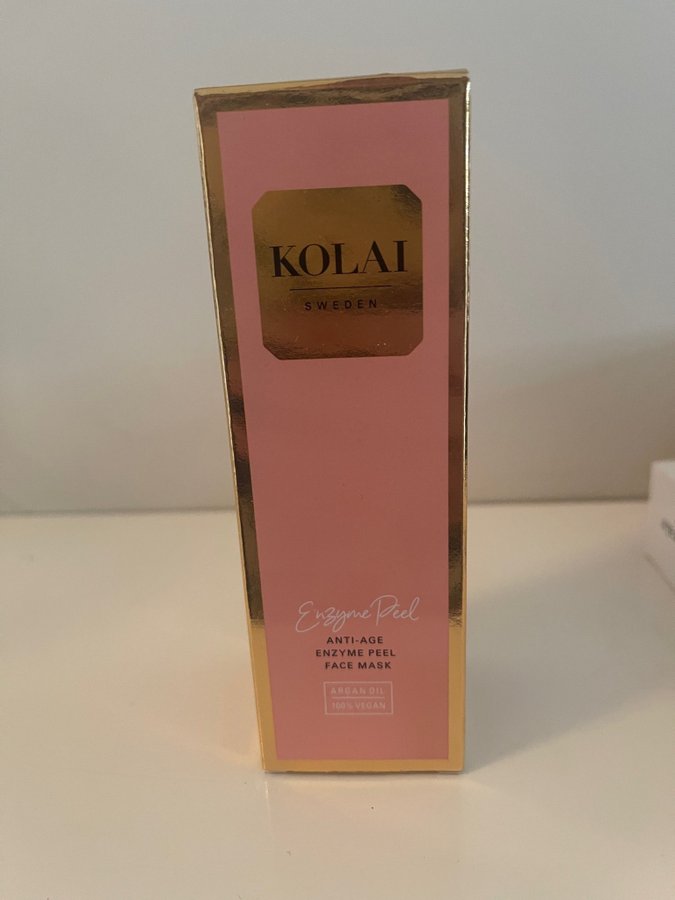 KOLAI
SWEDEN
Enzyme Peel
ANTI-AGE
ENZYME PEEL
FACE MASK
ARGAN OIL
100% VEGAN